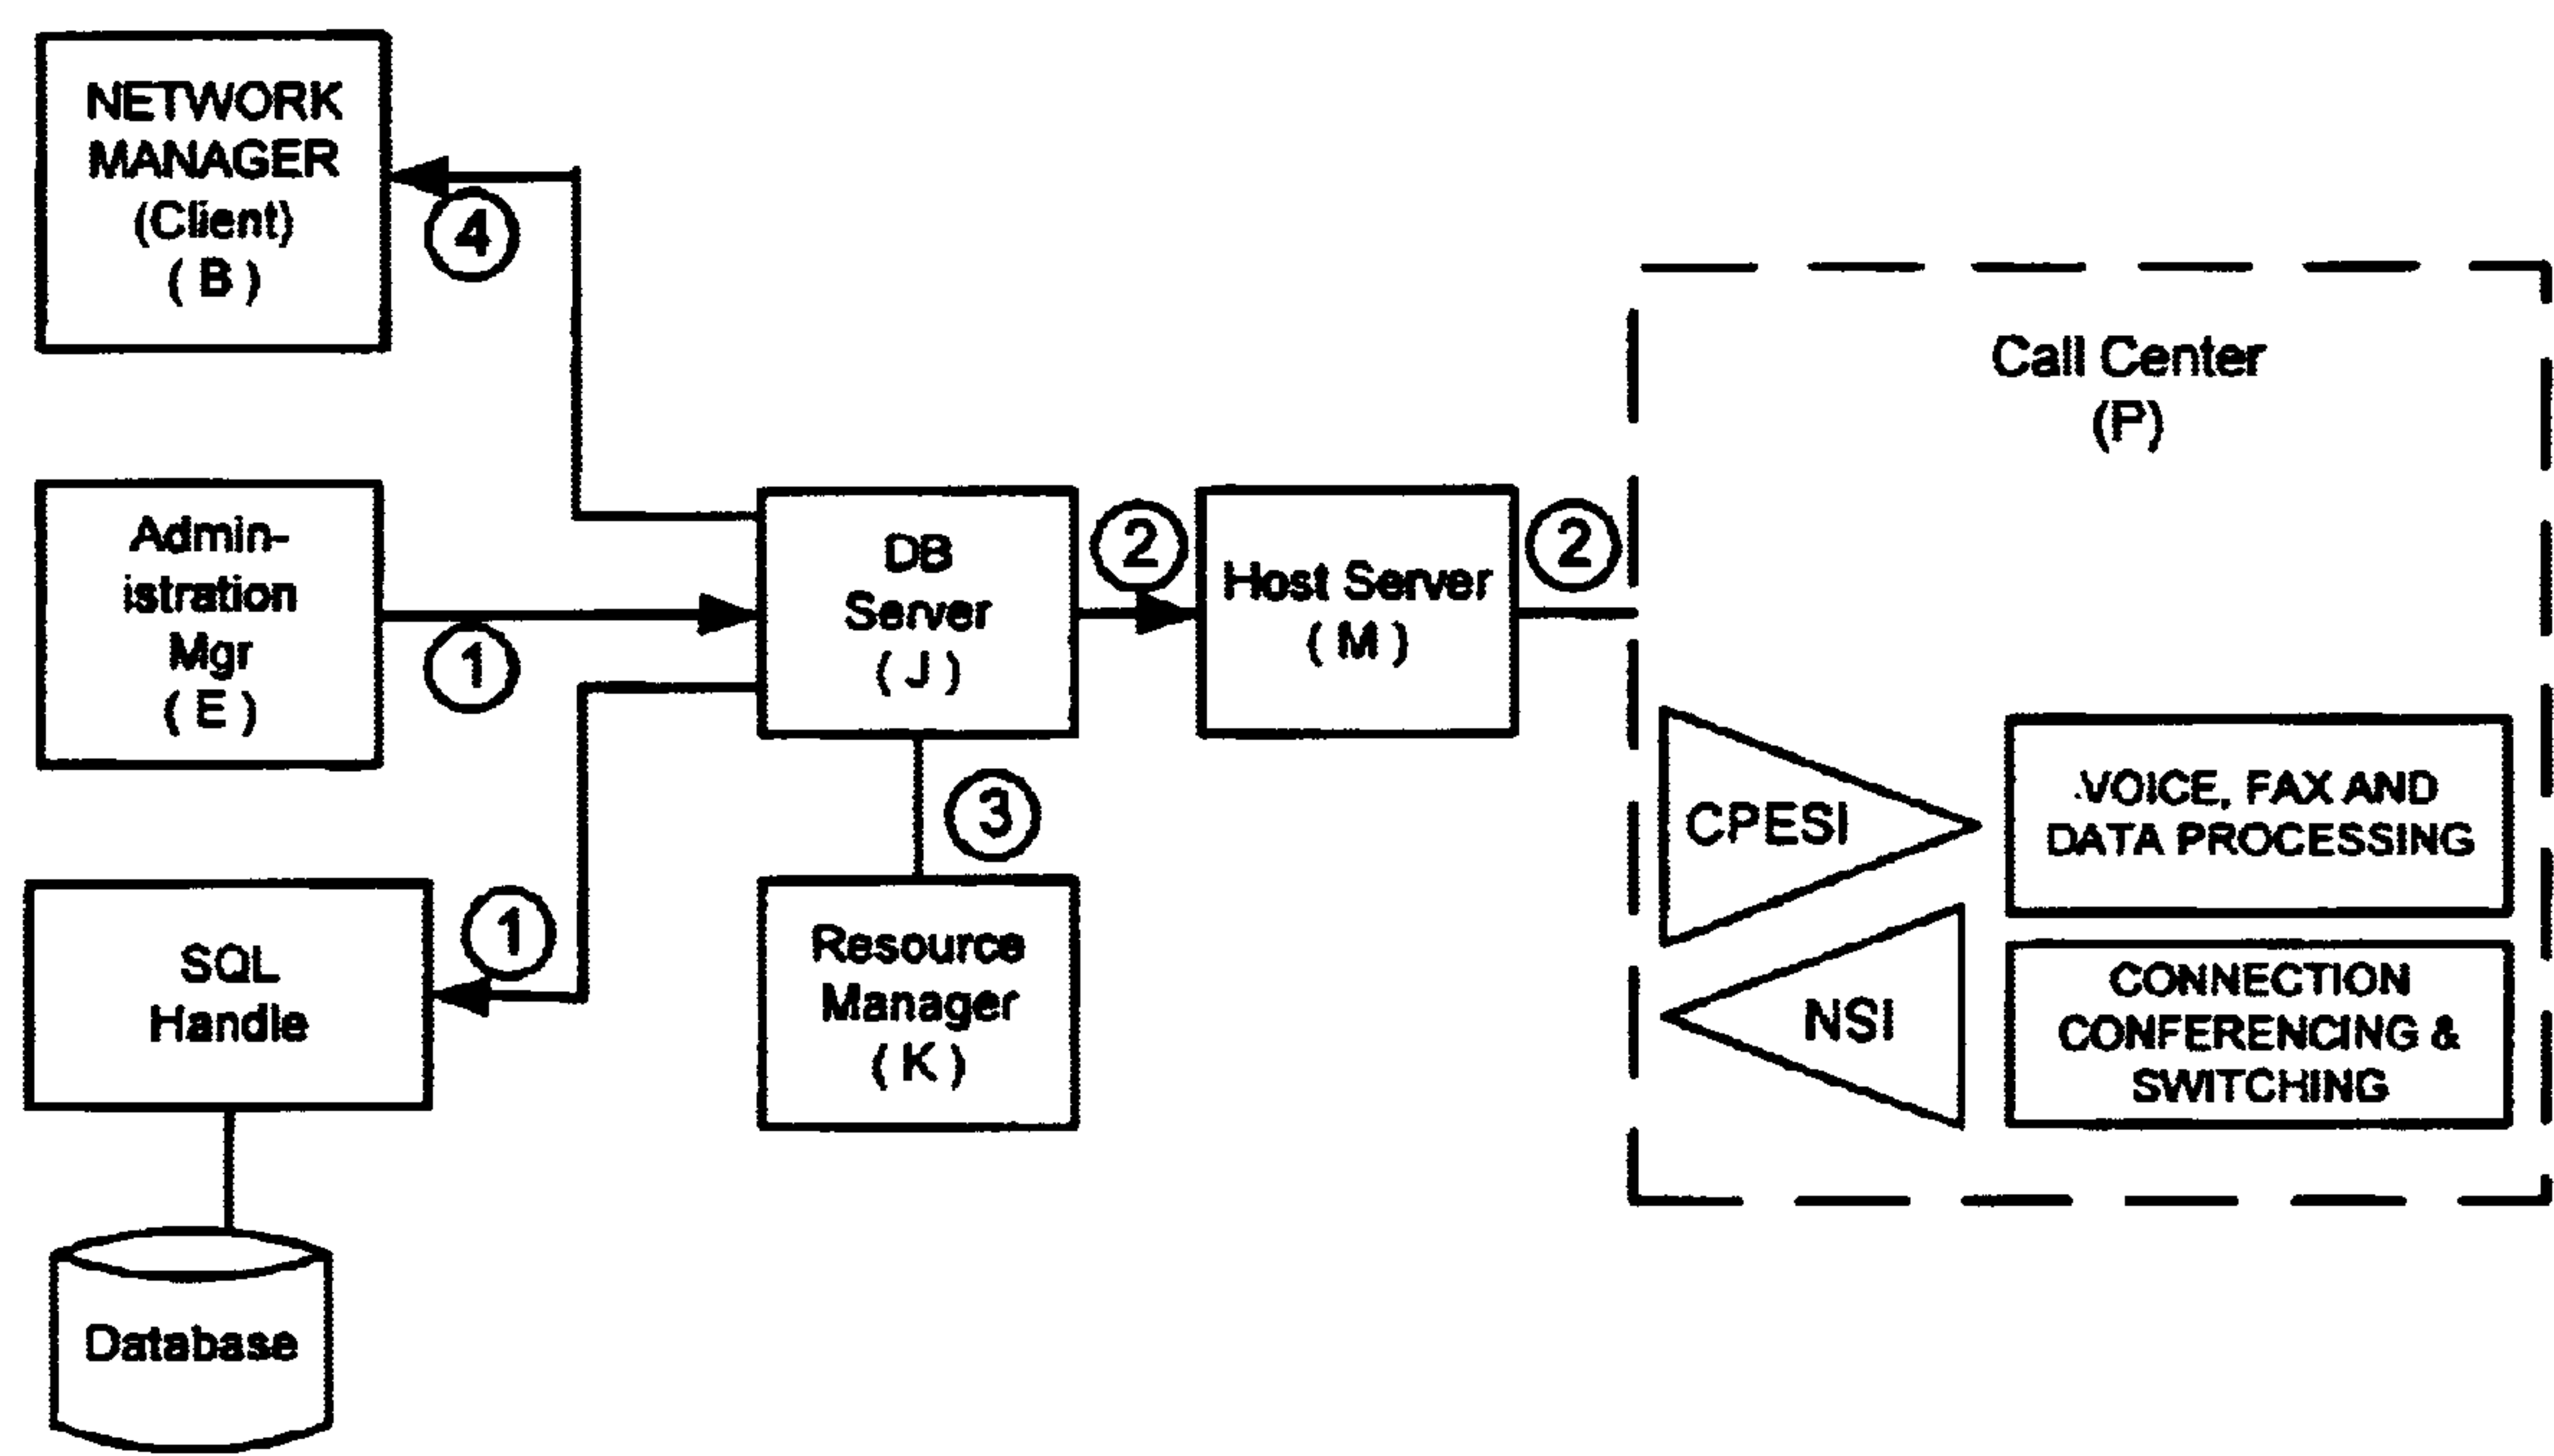 NETWORK
MANAGER
(Client)
( B )
4
Admin-
istration
Mgr
( E )
1
DB
Server
( J )
2
Host Server
( M )
2
Call Center
(P)
3
SQL
Handle
1
Resource
Manager
( K )
CPESI
VOICE, FAX AND
DATA PROCESSING
NSI
CONNECTION
CONFERENCING &
SWITCHING
Database